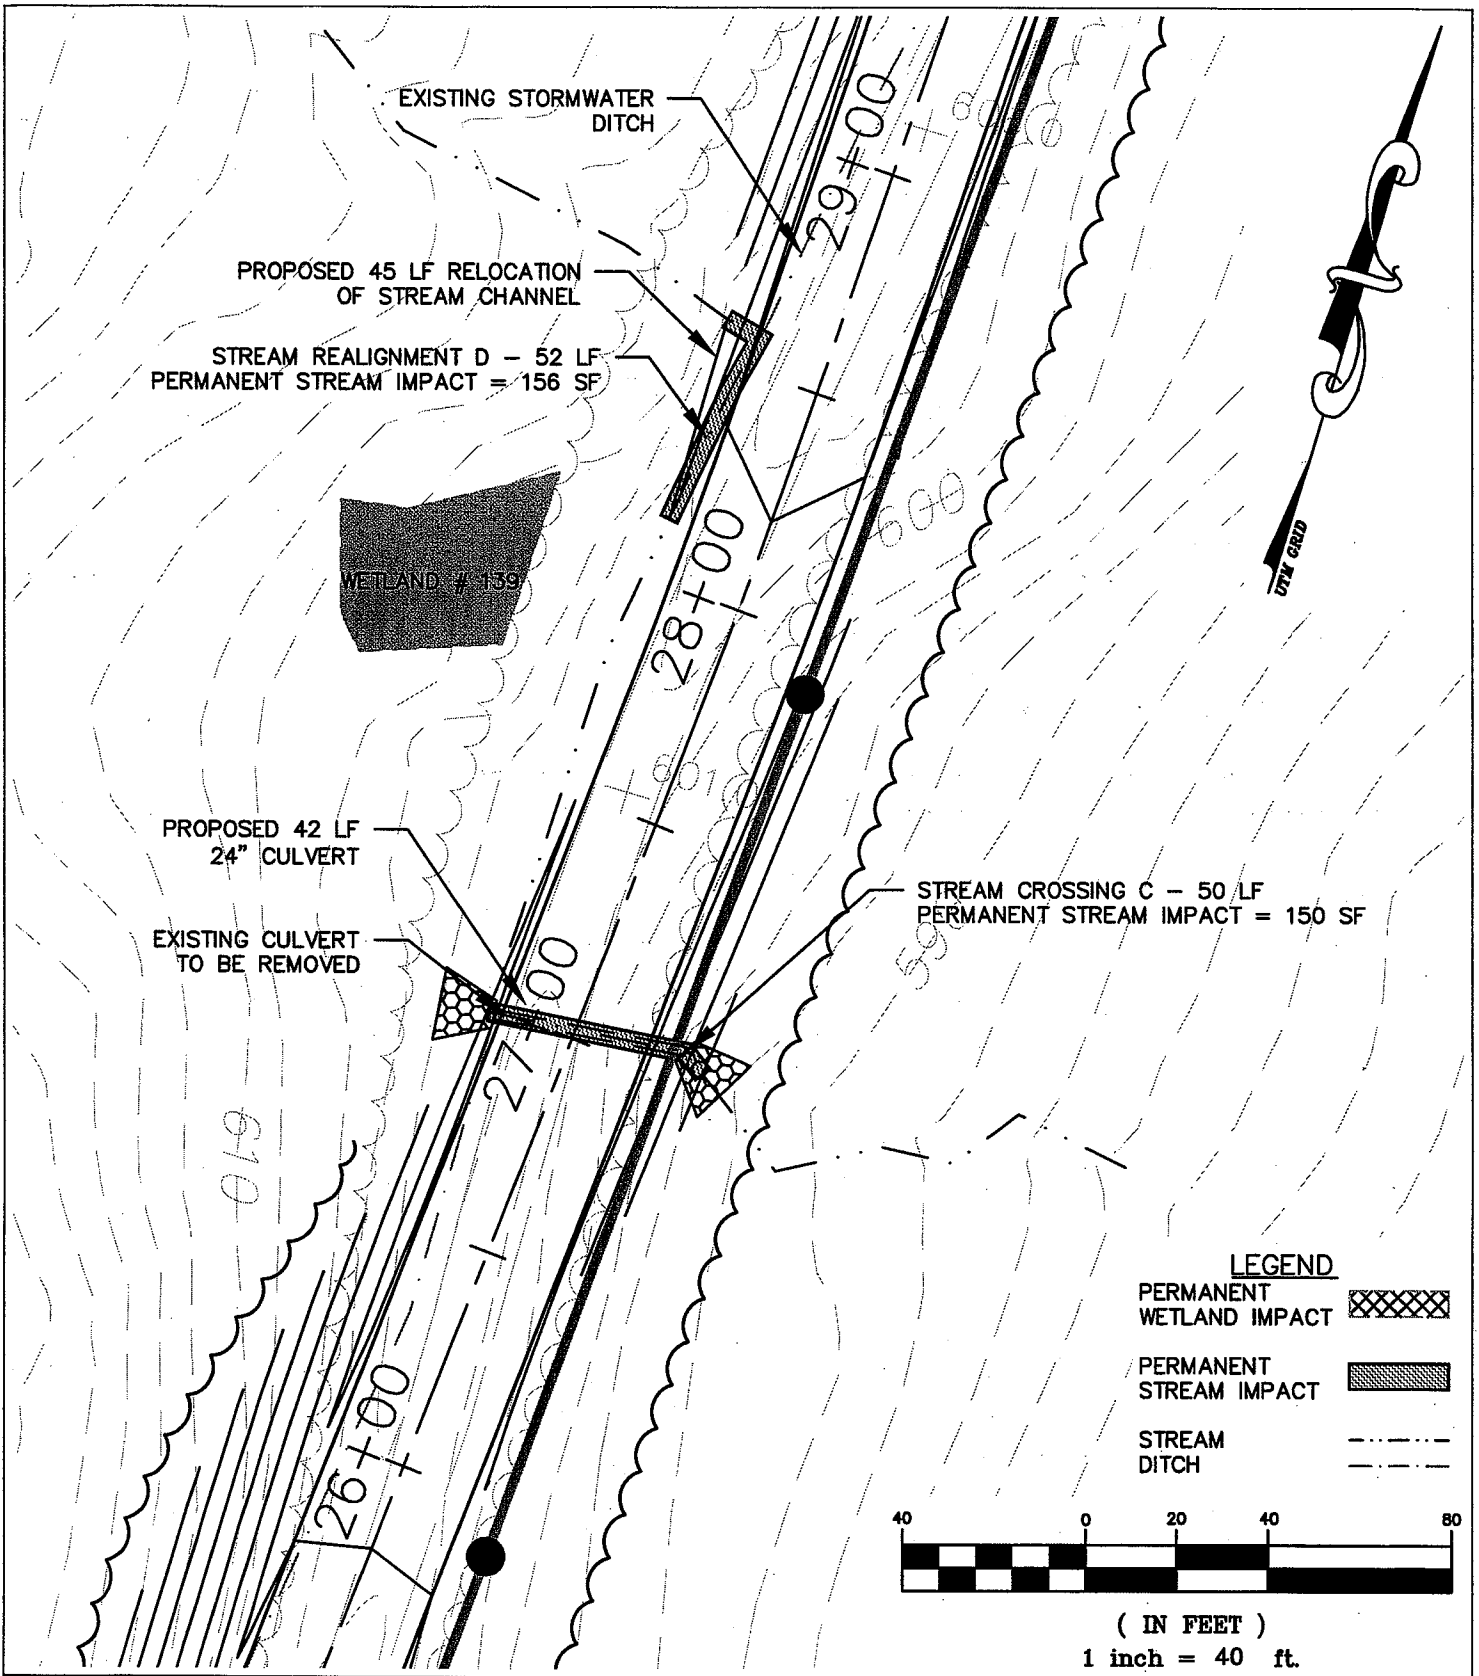 EXISTING STORMWATER
DITCH
29+00
PROPOSED 45 LF RELOCATION
OF STREAM CHANNEL
STREAM REALIGNMENT D - 52 LF
PERMANENT STREAM IMPACT = 156 SF
UTM GRID
600
28+00
WETLAND # 139
PROPOSED 42 LF
24" CULVERT
STREAM CROSSING C - 50 LF
PERMANENT STREAM IMPACT = 150 SF
EXISTING CULVERT
TO BE REMOVED
27+00
610
26+00
LEGEND
PERMANENT
WETLAND IMPACT
PERMANENT
STREAM IMPACT
STREAM
DITCH
40 0 20 40 80
( IN FEET )
1 inch = 40 ft.